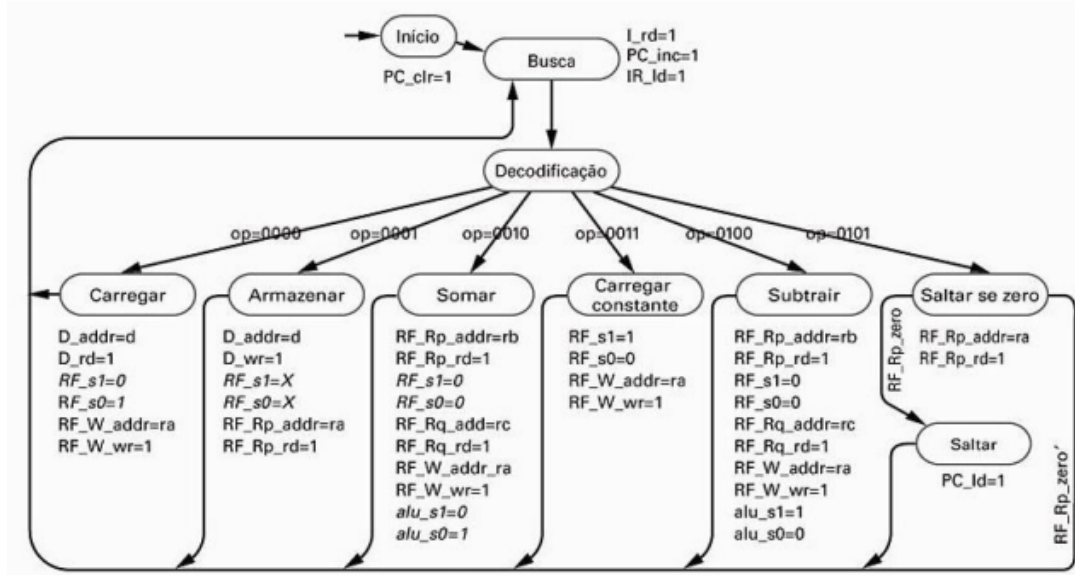 Início
PC_clr=1
Busca
I_rd=1
PC_inc=1
IR_ld=1
Decodificação
op=0000
op=0001
op=0010
op=0011
op=0100
op=0101
Carregar
D_addr=d
D_rd=1
RF_s1=0
RF_s0=1
RF_W_addr=ra
RF_W_wr=1
Armazenar
D_addr=d
D_wr=1
RF_s1=X
RF_s0=X
RF_Rp_addr=ra
RF_Rp_rd=1
Somar
RF_Rp_addr=rb
RF_Rp_rd=1
RF_s1=0
RF_s0=0
RF_Rq_add=rc
RF_Rq_rd=1
RF_W_addr_ra
RF_W_wr=1
alu_s1=0
alu_s0=1
Carregar
constante
RF_s1=1
RF_s0=0
RF_W_addr=ra
RF_W_wr=1
Subtrair
RF_Rp_addr=rb
RF_Rp_rd=1
RF_s1=0
RF_s0=0
RF_Rq_addr=rc
RF_Rq_rd=1
RF_W_addr=ra
RF_W_wr=1
alu_s1=1
alu_s0=0
Saltar se zero
RF_Rp_addr=ra
RF_Rp_rd=1
RF_Rp_zero
Saltar
PC_ld=1
RF_Rp_zero´